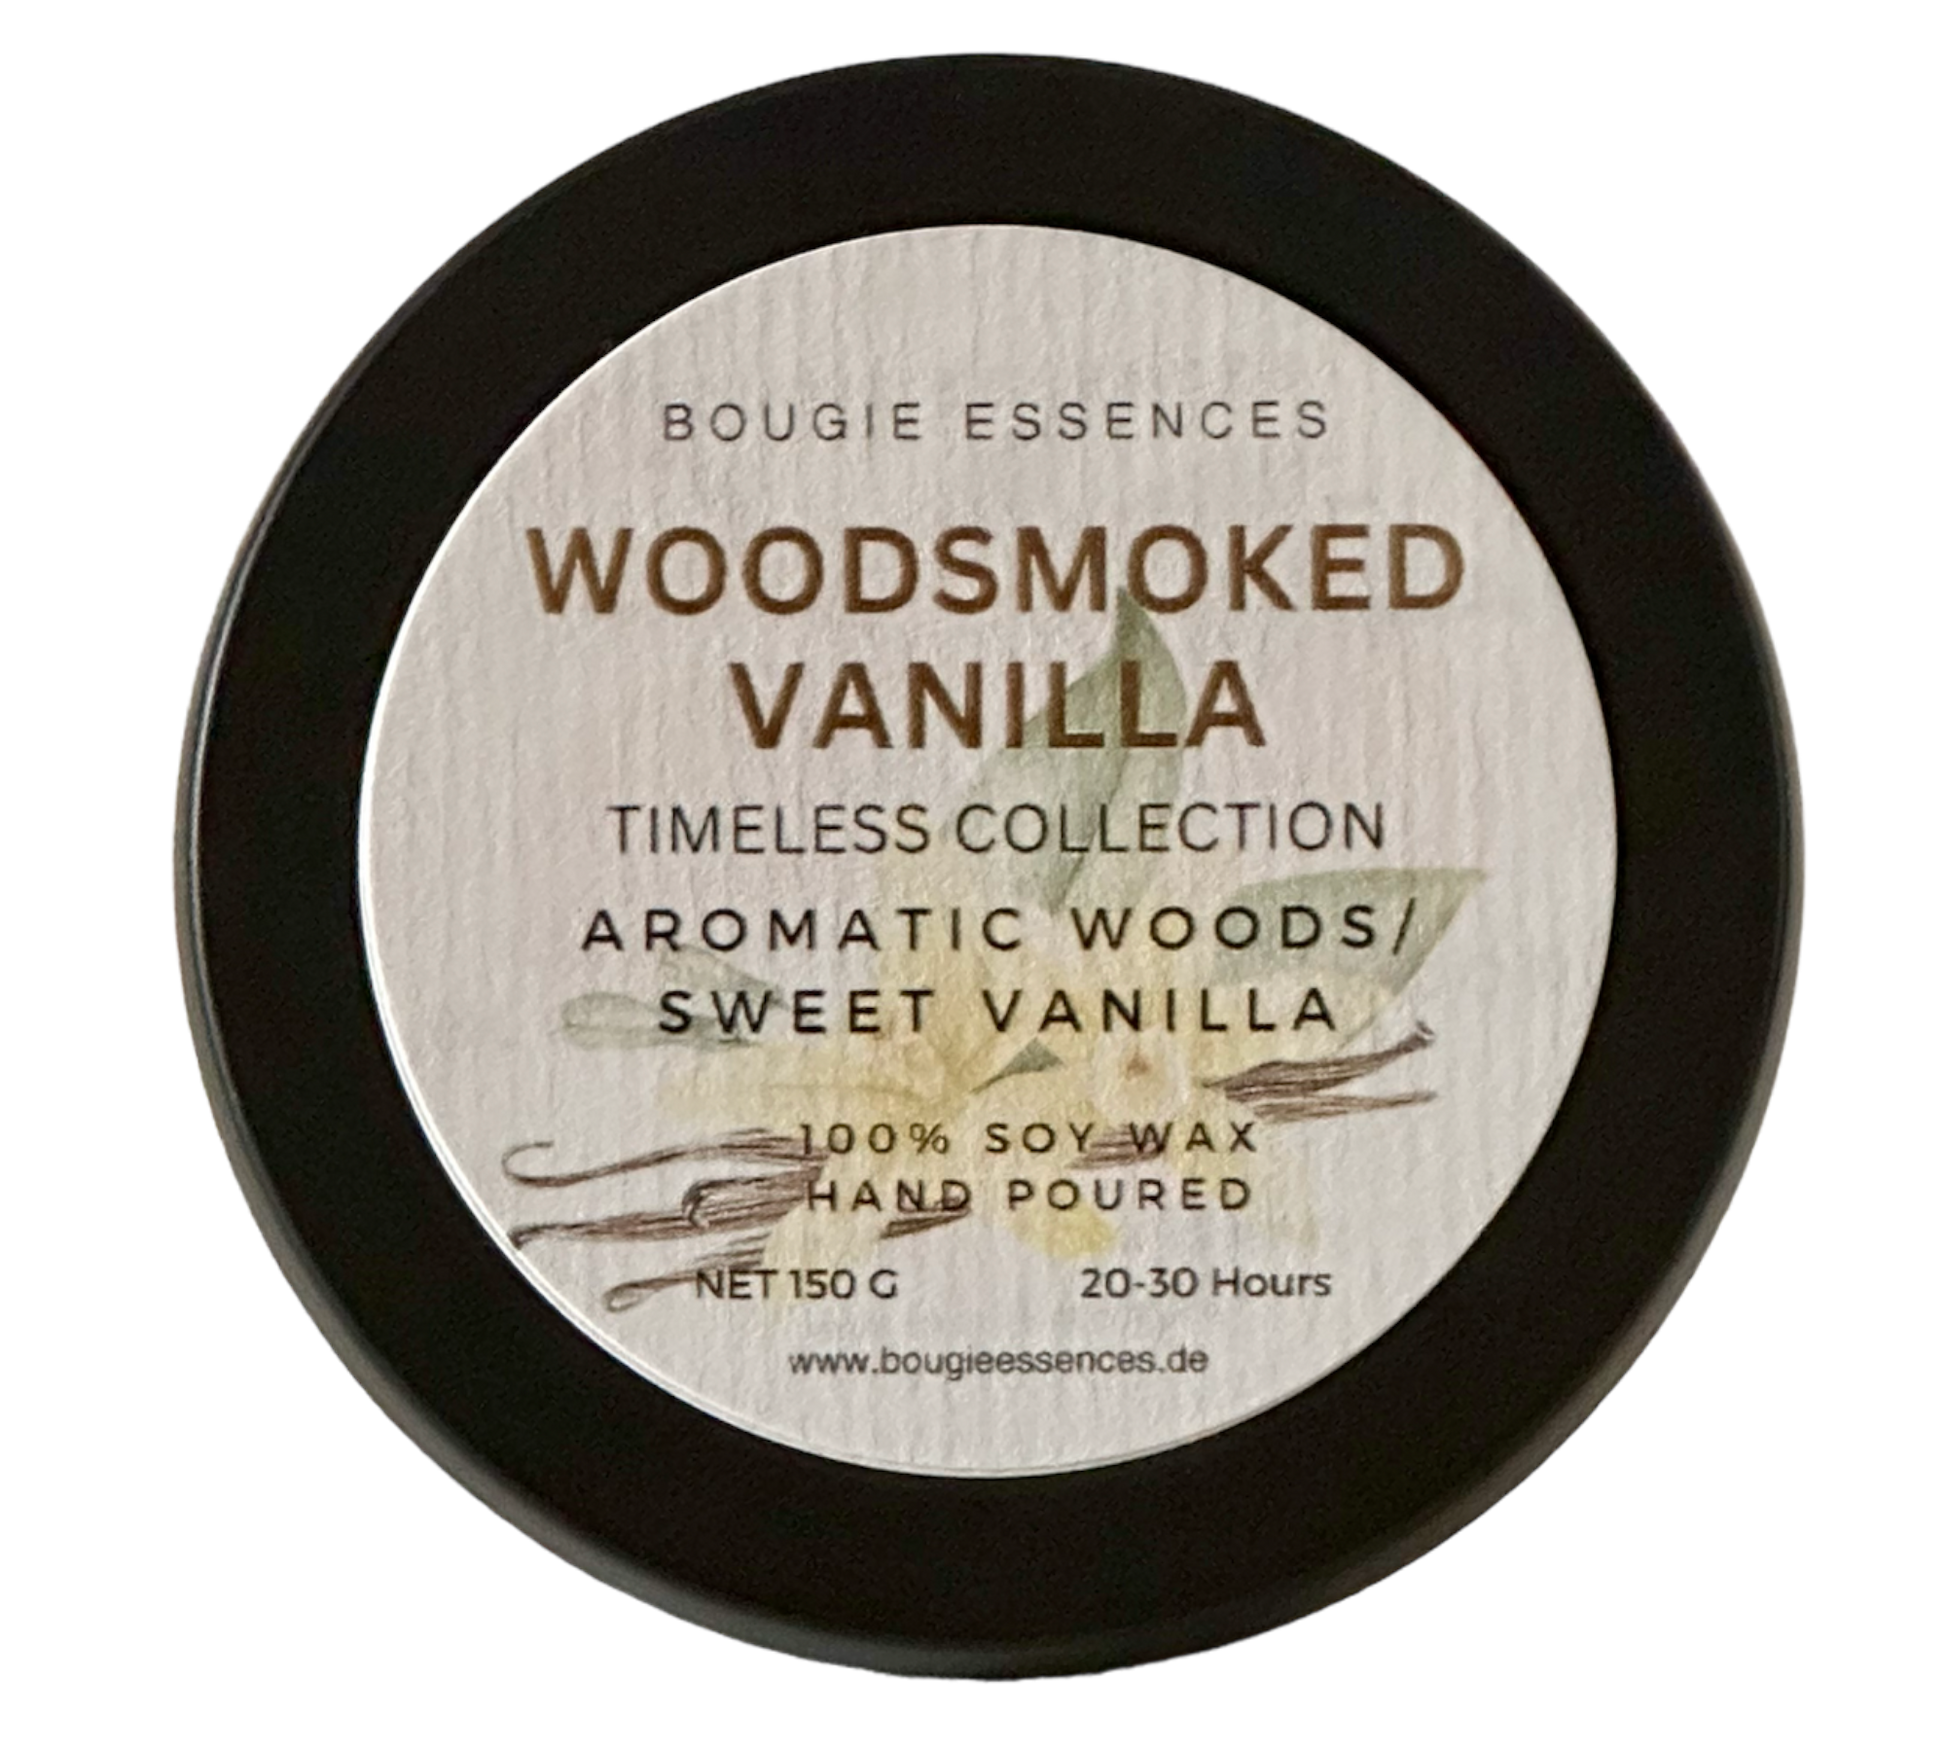 BOUGIE ESSENCES
WOODSMOKED
VANILLA
TIMELESS COLLECTION
AROMATIC WOODS/
SWEET VANILLA
100% SOY WAX
HAND POURED
NET 150 G 20-30 Hours
www.bougieessences.de